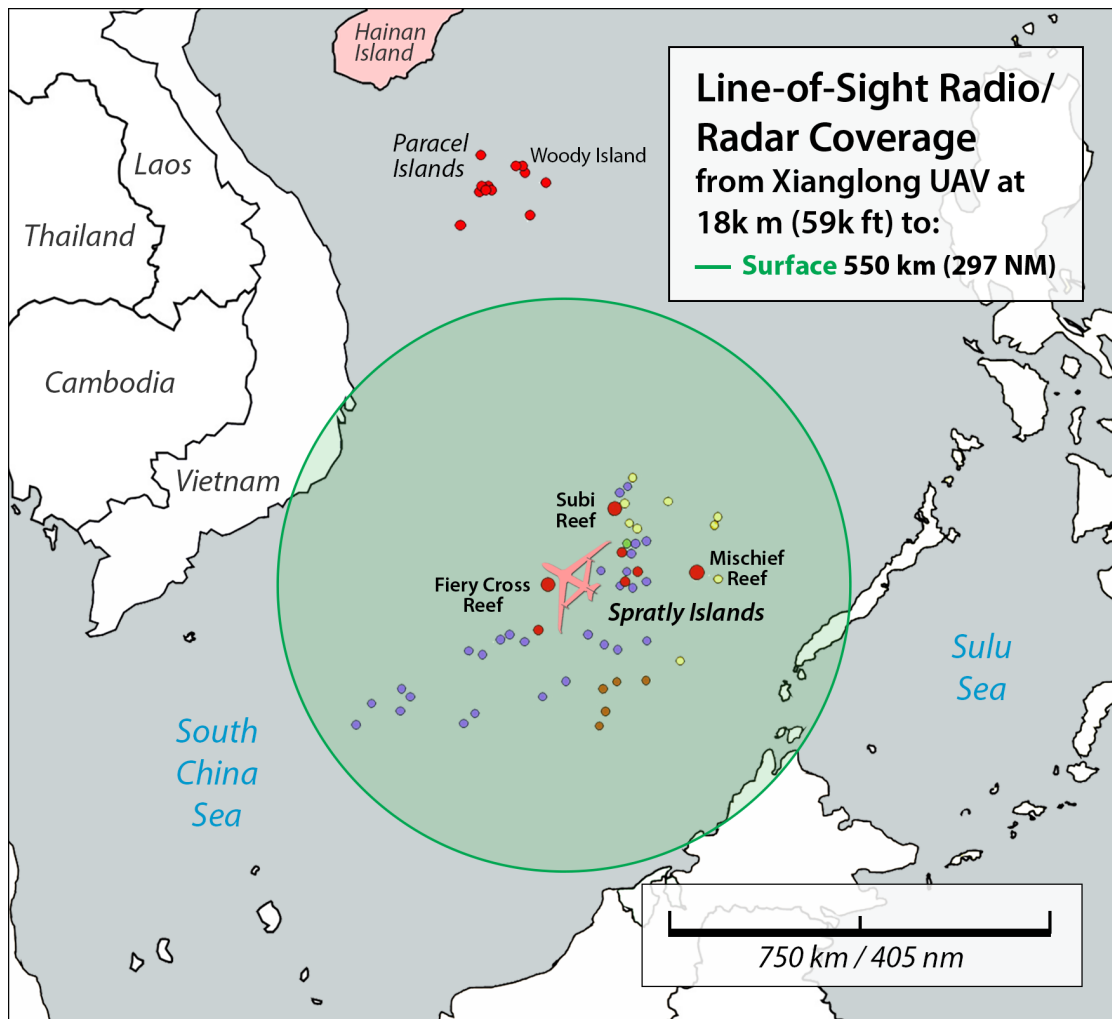 Hainan
Island
Line-of-Sight Radio/
Radar Coverage
from Xianglong UAV at
18k m (59k ft) to:
Surface 550 km (297 NM)
Paracel
Islands
Woody Island
Laos
Thailand
Cambodia
Vietnam
Subi
Reef
Mischief
Reef
Fiery Cross
Reef
Spratly Islands
Sulu
Sea
South
China
Sea
750 km / 405 nm